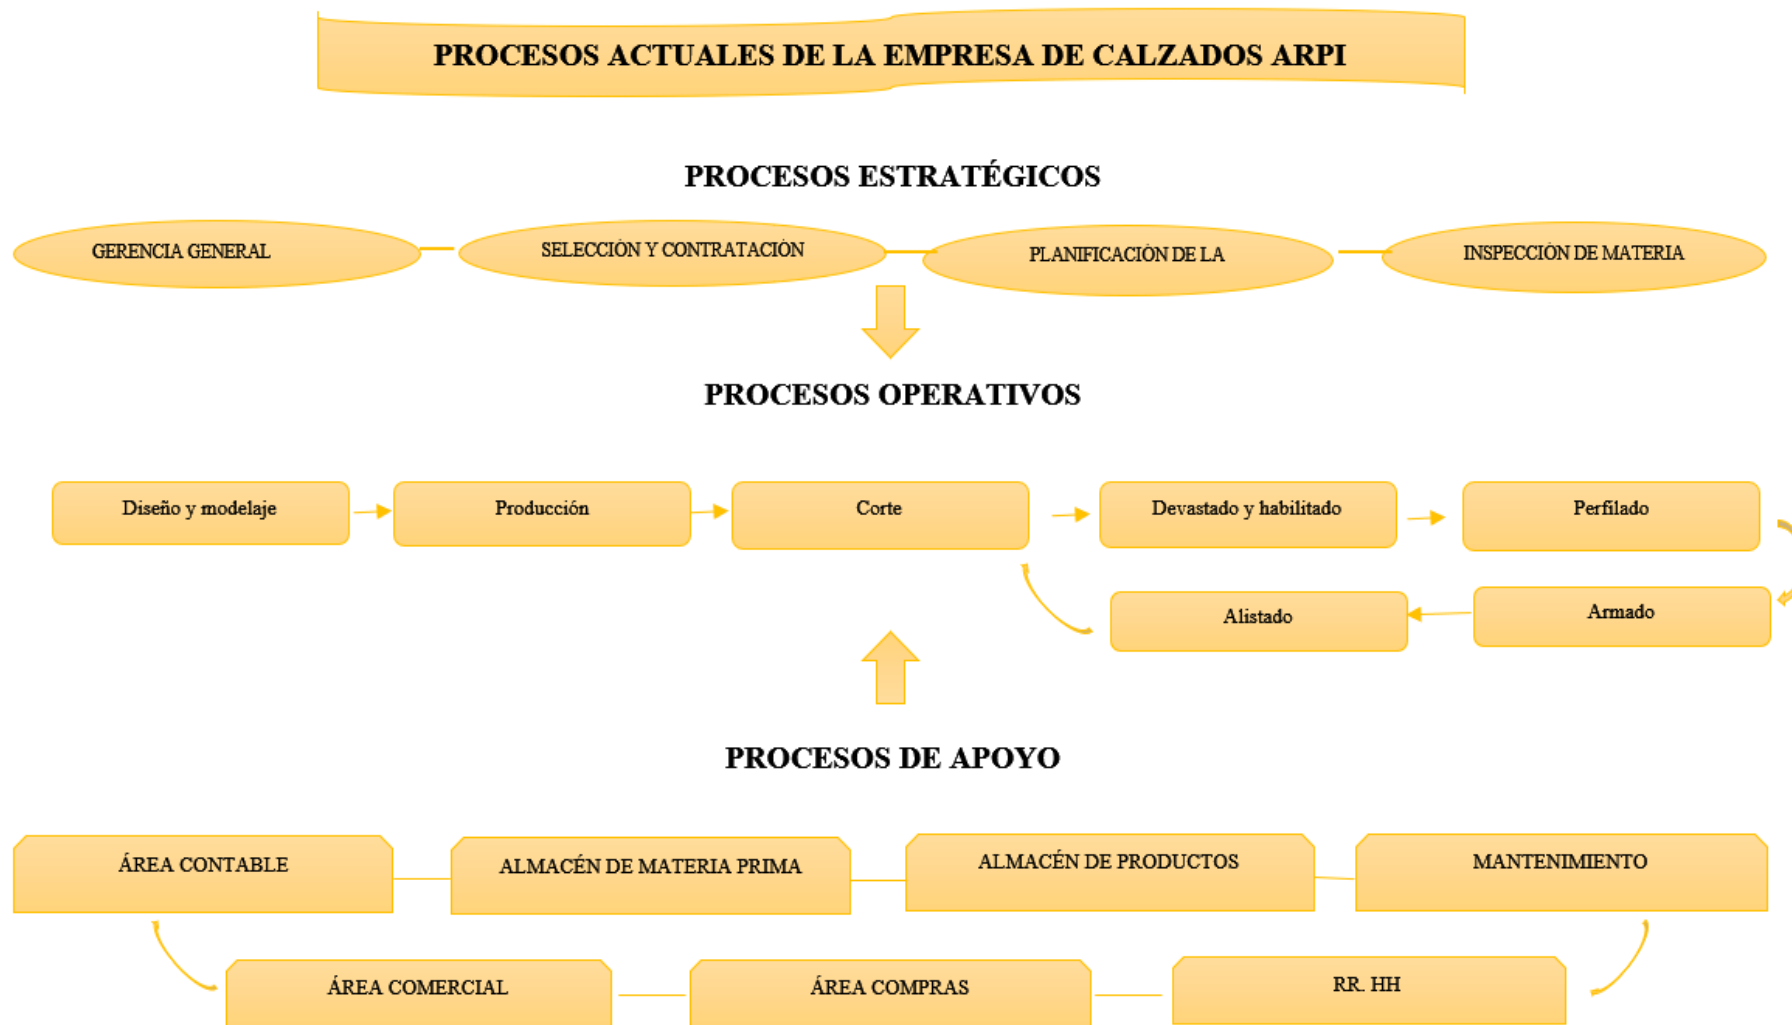 PROCESOS ACTUALES DE LA EMPRESA DE CALZADOS ARPI
PROCESOS ESTRATÉGICOS
GERENCIA GENERAL
SELECCIÓN Y CONTRATACIÓN
PLANIFICACIÓN DE LA
INSPECCIÓN DE MATERIA
PROCESOS OPERATIVOS
Diseño y modelaje
Producción
Corte
Devastado y habilitado
Perfilado
Alistado
Armado
PROCESOS DE APOYO
ÁREA CONTABLE
ALMACÉN DE MATERIA PRIMA
ALMACÉN DE PRODUCTOS
MANTENIMIENTO
ÁREA COMERCIAL
ÁREA COMPRAS
RR. HH